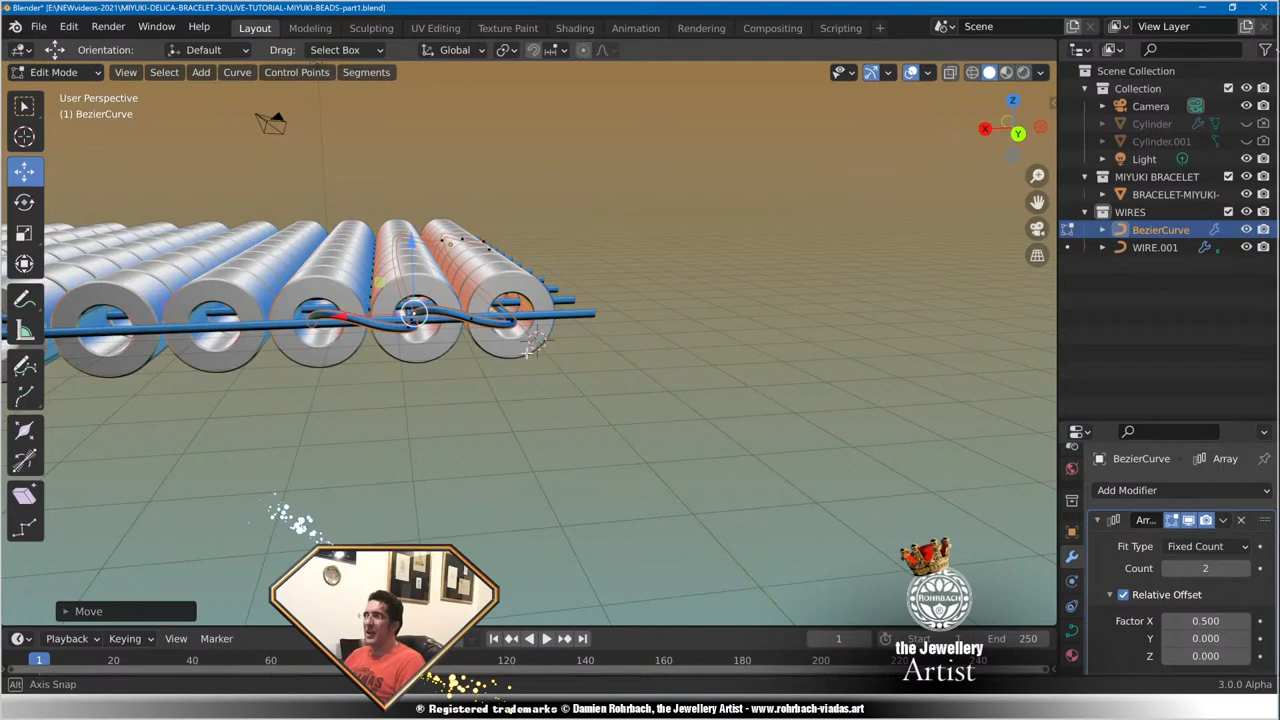 Blender* [E:\NEWvideos-2021\MIYUKI-DELICA-BRACELET-3D\LIVE-TUTORIAL-MIYUKI-BEADS-part1.blend]
File Edit Render Window Help Layout Modeling Sculpting UV Editing Texture Paint Shading Animation Rendering Compositing Scripting + Scene View Layer
Orientation: Default Drag: Select Box Global
Edit Mode View Select Add Curve Control Points Segments
User Perspective
(1) BezierCurve
Z
X
Y
Scene Collection
Collection
Camera
Cylinder
Cylinder.001
Light
MIYUKI BRACELET
BRACELET-MIYUKI-
WIRES
BezierCurve
WIRE.001
BezierCurve Array
Add Modifier
Arr...
Fit Type Fixed Count
Count 2
Relative Offset
Factor X 0.500
Y 0.000
Z 0.000
Move
ROHRBACH
the Jewellery
Artist
Playback Keying View Marker 1 Start End 250
1 20 40 60 120 140 160 180 200 220 240
Alt Axis Snap 3.0.0 Alpha
® Registered trademarks © Damien Rohrbach, the Jewellery Artist - www.rohrbach-viadas.art